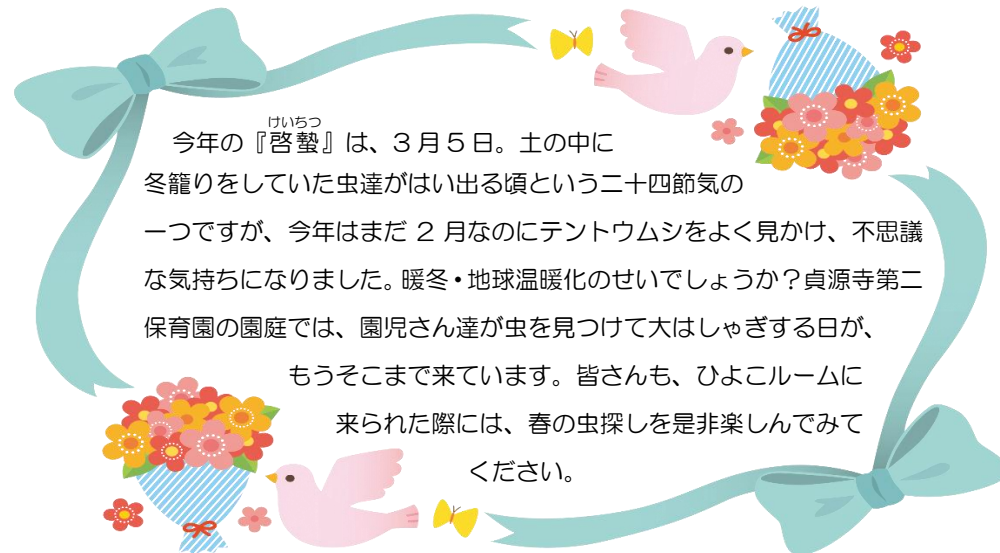 けいちつ
今年の『啓蟄』は、３月５日。土の中に
冬籠りをしていた虫達がはい出る頃という二十四節気の
一つですが、今年はまだ ２ 月なのにテントウムシをよく見かけ、不思議
な気持ちになりました。暖冬・地球温暖化のせいでしょうか？貞源寺第二
保育園の園庭では、園児さん達が虫を見つけて大はしゃぎする日が、
もうそこまで来ています。皆さんも、ひよこルームに
来られた際には、春の虫探しを是非楽しんでみて
ください。